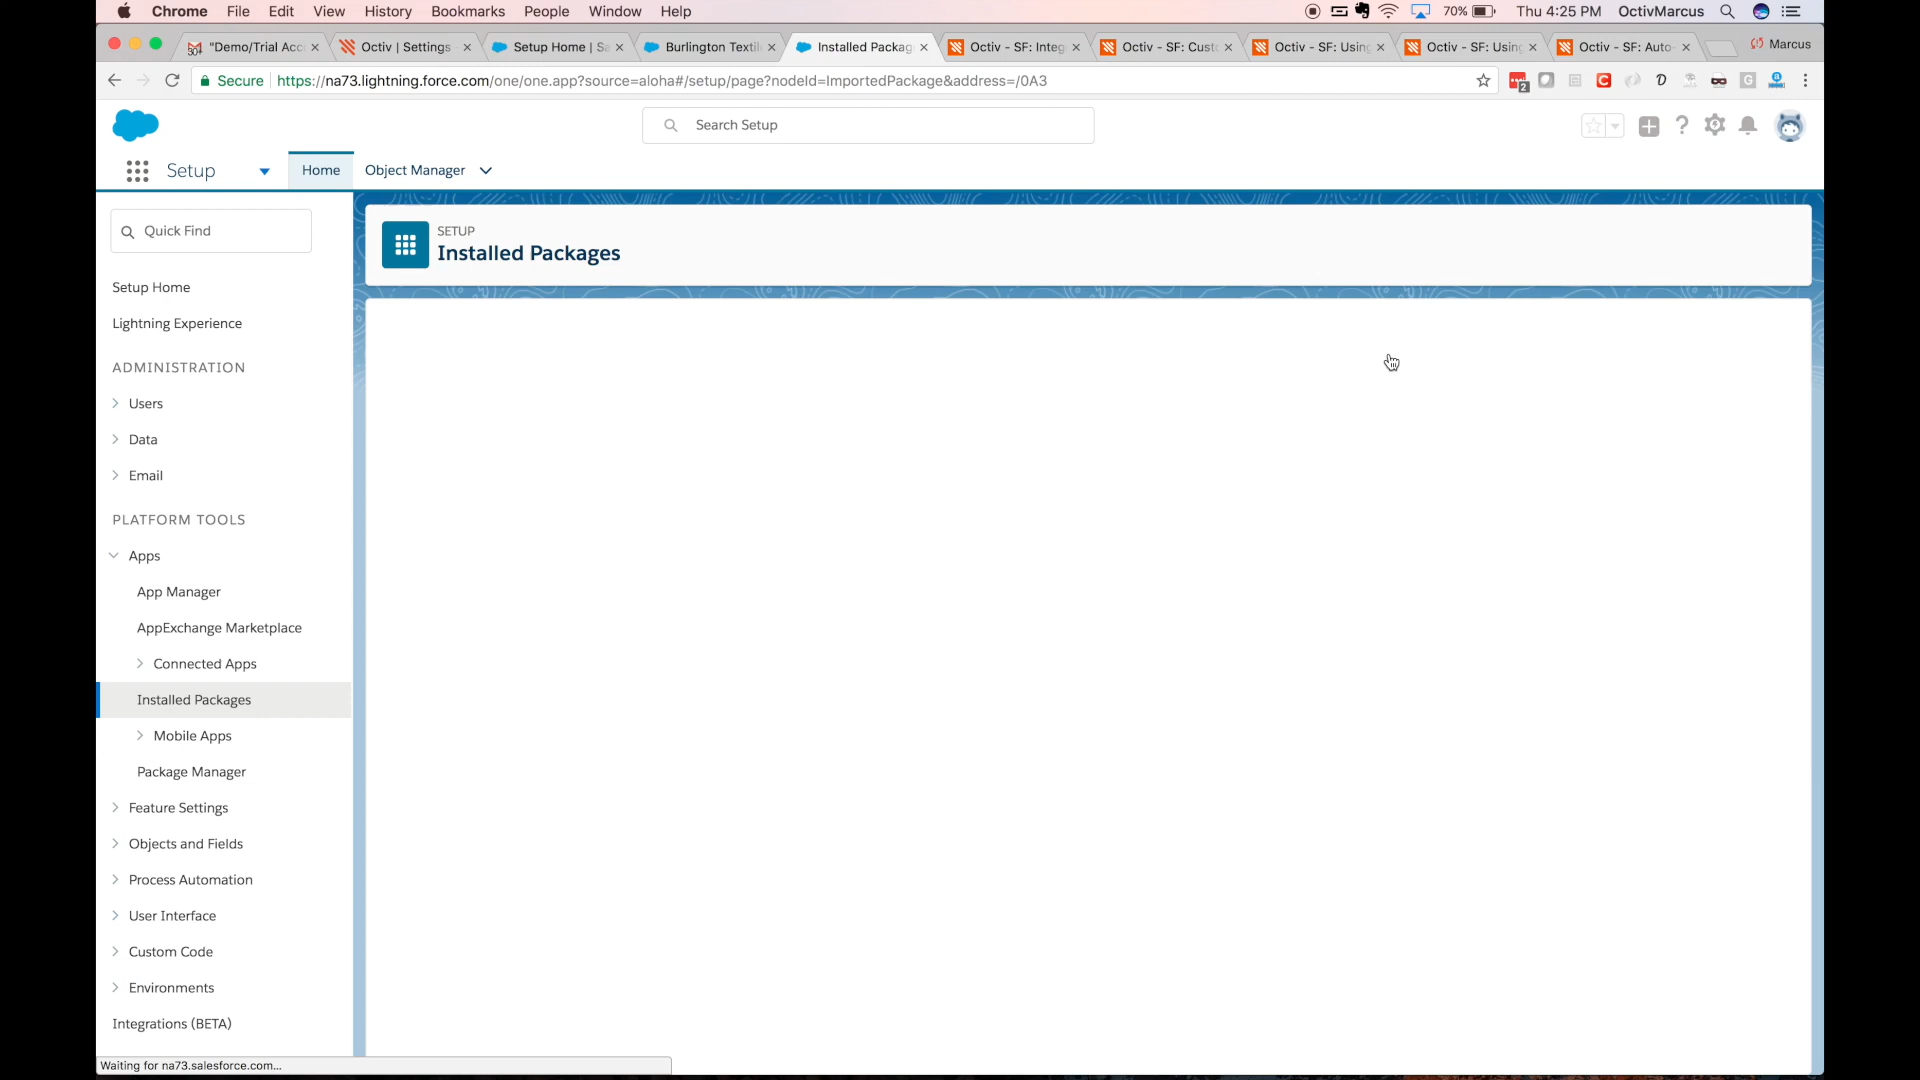 Chrome File Edit View History Bookmarks People Window Help 70% Thu 4:25 PM OctivMarcus
"Demo/Trial Acc Octiv | Settings Setup Home | Sa Burlington Textil Installed Package Octiv - SF: Integ Octiv - SF: Cust Octiv - SF: Using Octiv - SF: Using Octiv - SF: Auto- Marcus
Secure https://na73.lightning.force.com/one/one.app?source=aloha#/setup/page?nodeId=ImportedPackage&address=/0A3
Search Setup
Setup Home Object Manager
Quick Find
SETUP
Installed Packages
Setup Home
Lightning Experience
ADMINISTRATION
Users
Data
Email
PLATFORM TOOLS
Apps
App Manager
AppExchange Marketplace
Connected Apps
Installed Packages
Mobile Apps
Package Manager
Feature Settings
Objects and Fields
Process Automation
User Interface
Custom Code
Environments
Integrations (BETA)
Waiting for na73.salesforce.com...